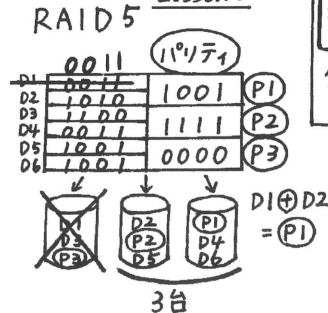 RAID5
0011
パリティ
D1 0011 1001 P1
D2 1010
D3 1100 1111 P2
D4 0011
D5 1001 0000 P3
D6 1001
D1 D3 P3
D2 P2 D5
P1 D4 D6
D1⊕D2
=P1
3台